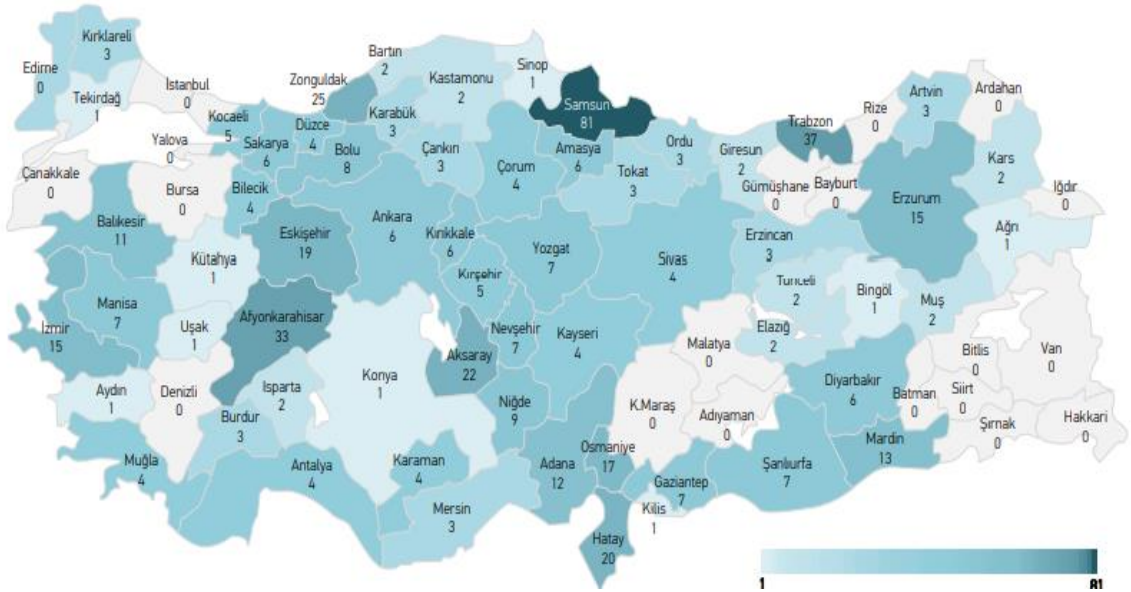 Kırklareli
3
Edirne
0
Tekirdağ
1
İstanbul
0
Zonguldak
25
Bartın
2
Kastamonu
2
Sinop
1
Samsun
81
Kocaeli
5
Yalova
0
Sakarya
6
Düzce
4
Bolu
8
Karabük
3
Çankırı
3
Çorum
4
Amasya
6
Tokat
3
Ordu
3
Giresun
2
Trabzon
37
Gümüşhane
0
Bayburt
0
Rize
0
Artvin
3
Ardahan
0
Kars
2
Iğdır
0
Erzurum
15
Ağrı
1
Çanakkale
0
Bursa
0
Bilecik
4
Balıkesir
11
Kütahya
1
Eskişehir
19
Ankara
6
Kırıkkale
6
Kırşehir
5
Yozgat
7
Sivas
4
Erzincan
3
Tunceli
2
Bingöl
1
Muş
2
Elazığ
2
Malatya
0
Bitlis
0
Van
0
İzmir
15
Manisa
7
Uşak
1
Afyonkarahisar
33
Aksaray
22
Nevşehir
7
Kayseri
4
Aydın
1
Denizli
0
Isparta
2
Burdur
3
Konya
1
Niğde
9
K.Maraş
0
Adıyaman
0
Diyarbakır
6
Batman
0
Siirt
0
Şırnak
0
Hakkari
0
Mardin
13
Muğla
4
Antalya
4
Karaman
4
Mersin
3
Adana
12
Osmaniye
17
Gaziantep
7
Kilis
1
Şanlıurfa
7
Hatay
20
1
81